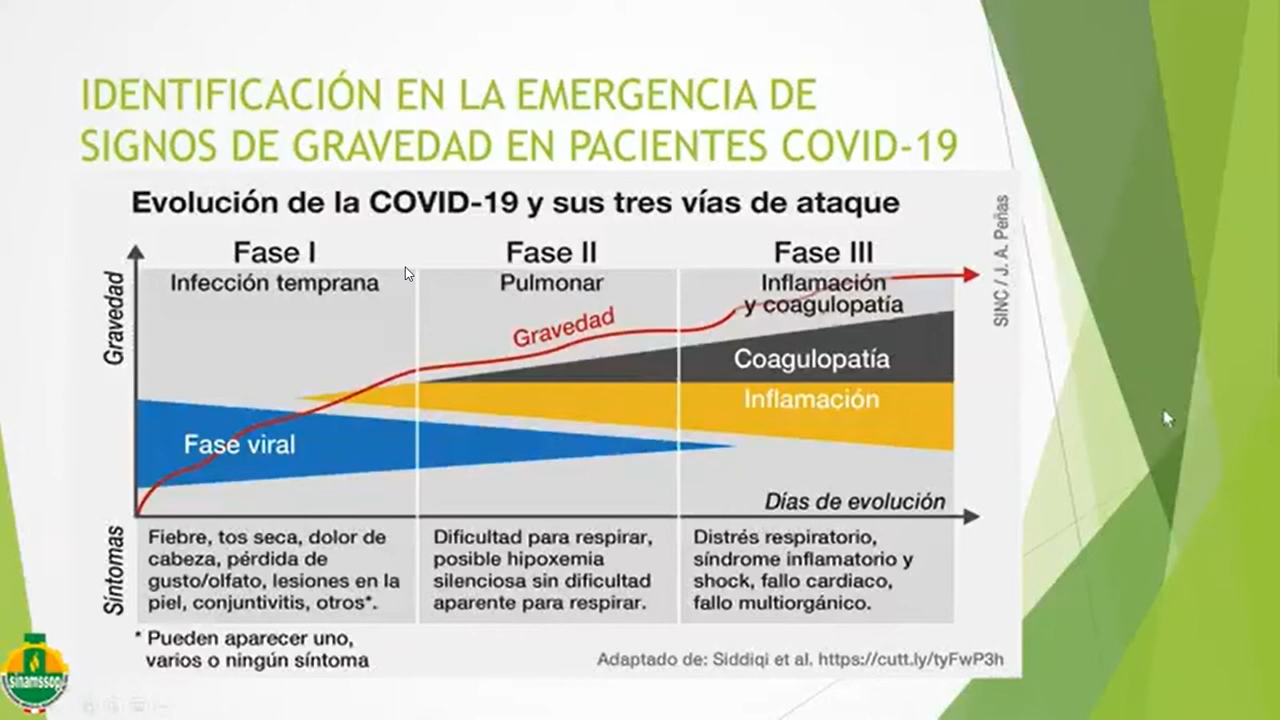 IDENTIFICACIÓN EN LA EMERGENCIA DE
SIGNOS DE GRAVEDAD EN PACIENTES COVID-19
Evolución de la COVID-19 y sus tres vías de ataque
Fase I
Infección temprana
Fase II
Pulmonar
Fase III
Inflamación
y coagulopatía
Gravedad
Gravedad
Coagulopatía
Inflamación
Fase viral
Días de evolución
Síntomas
Fiebre, tos seca, dolor de
cabeza, pérdida de
gusto/olfato, lesiones en la
piel, conjuntivitis, otros*.
Dificultad para respirar,
posible hipoxemia
silenciosa sin dificultad
aparente para respirar.
Distrés respiratorio,
síndrome inflamatorio y
shock, fallo cardiaco,
fallo multiorgánico.
* Pueden aparecer uno,
varios o ningún síntoma
Adaptado de: Siddiqi et al. https://cutt.ly/tyFwP3h
SINC / J. A. Peñas
sinamssop